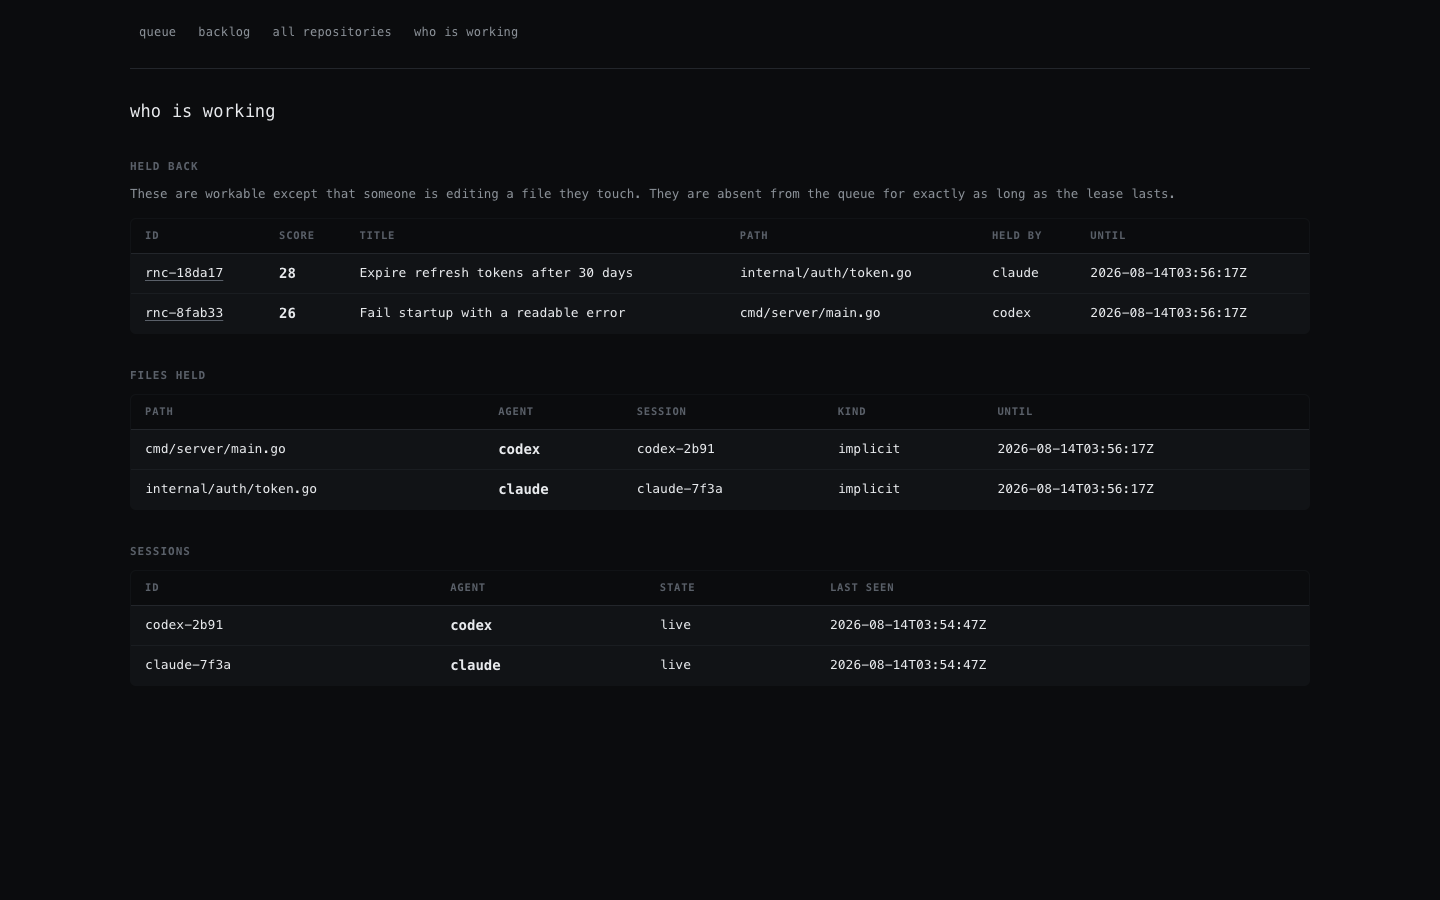 queue backlog all repositories who is working
who is working
HELD BACK
These are workable except that someone is editing a file they touch. They are absent from the queue for exactly as long as the lease lasts.
ID SCORE TITLE PATH HELD BY UNTIL
rnc-18da17 28 Expire refresh tokens after 30 days internal/auth/token.go claude 2026-08-14T03:56:17Z
rnc-8fab33 26 Fail startup with a readable error cmd/server/main.go codex 2026-08-14T03:56:17Z
FILES HELD
PATH AGENT SESSION KIND UNTIL
cmd/server/main.go codex codex-2b91 implicit 2026-08-14T03:56:17Z
internal/auth/token.go claude claude-7f3a implicit 2026-08-14T03:56:17Z
SESSIONS
ID AGENT STATE LAST SEEN
codex-2b91 codex live 2026-08-14T03:54:47Z
claude-7f3a claude live 2026-08-14T03:54:47Z